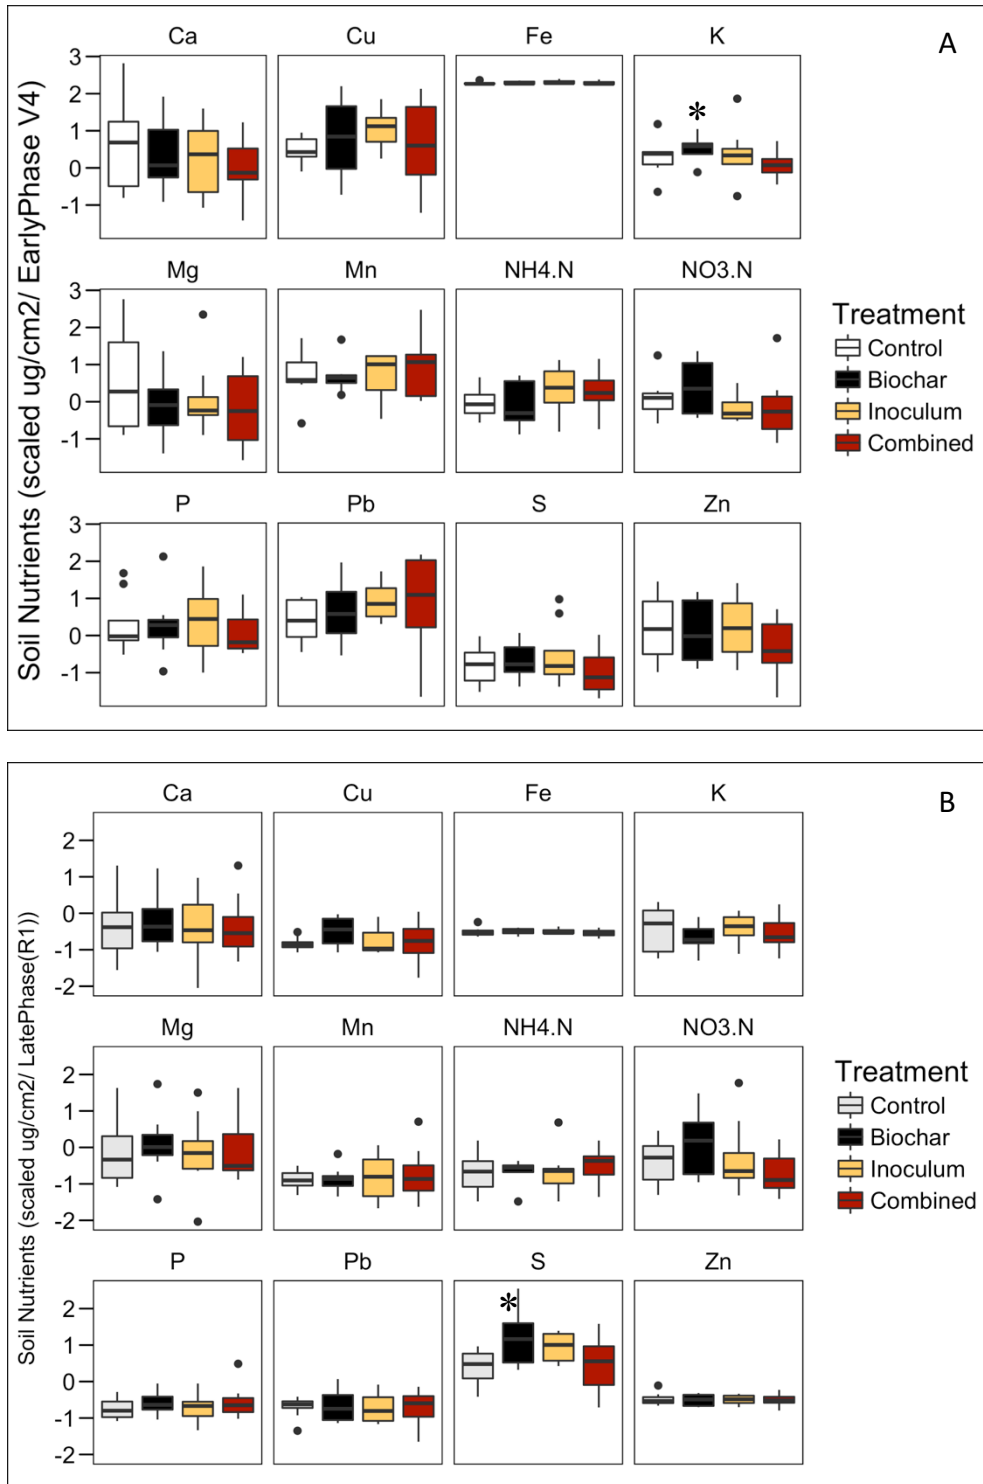 A
Soil Nutrients (scaled ug/cm2/ EarlyPhase V4)
Ca Cu Fe K
3
2
1
0
-1
*
Mg Mn NH4.N NO3.N
3
2
1
0
-1
P Pb S Zn
3
2
1
0
-1
Treatment
Control
Biochar
Inoculum
Combined
B
Soil Nutrients (scaled ug/cm2/ LatePhase(R1))
Ca Cu Fe K
2
1
0
-1
-2
Mg Mn NH4.N NO3.N
2
1
0
-1
-2
P Pb S Zn
2
1
0
-1
-2
*
Treatment
Control
Biochar
Inoculum
Combined